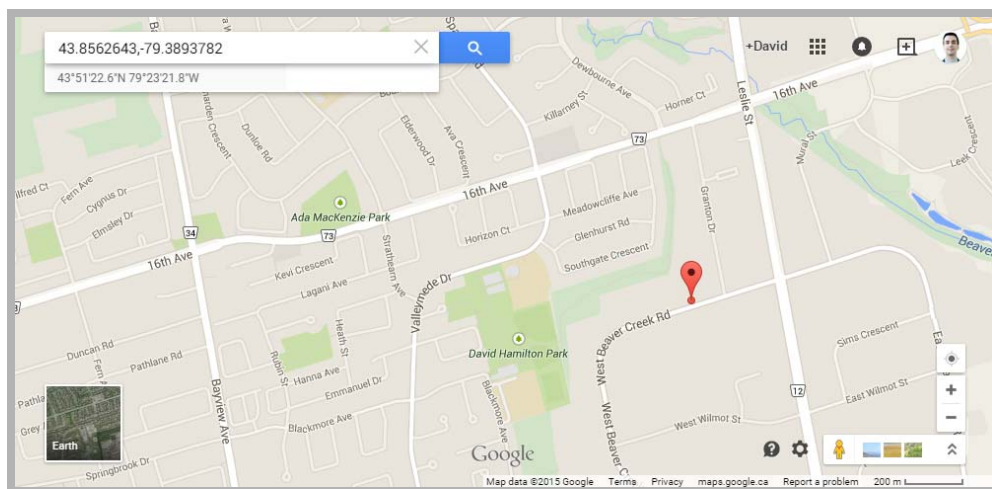 43.8562643,-79.3893782
43°51'22.6"N 79°23'21.8"W
+David
Dewbourne Ave
Killarney St
Horner Ct
Leslie St
16th Ave
Mural St
Leek Crescent
Dunloe Rd
Elderwood Dr
Ava Crescent
73
16th Ave
Meadowcliffe Ave
Granton Dr
Fern Ave
Cygnus Dr
Elmsley Dr
Ada MacKenzie Park
34
73
16th Ave
Horizon Ct
Glenhurst Rd
Southgate Crescent
Kevi Crescent
Strathearn Ave
Lagani Ave
Valleymede Dr
West Beaver Creek Rd
Duncan Rd
Pathlane Rd
Heath St
David Hamilton Park
Sims Crescent
Fern A
Rubin St
Hanna Ave
Emmanuel Dr
12
East Wilmot St
Bayview Ave
Blackmore Ave
Blackmore Ave
West Wilmot St
West Beaver C
Earth
Springbrook Dr
Google
Map data ©2015 Google Terms Privacy maps.google.ca Report a problem 200 m